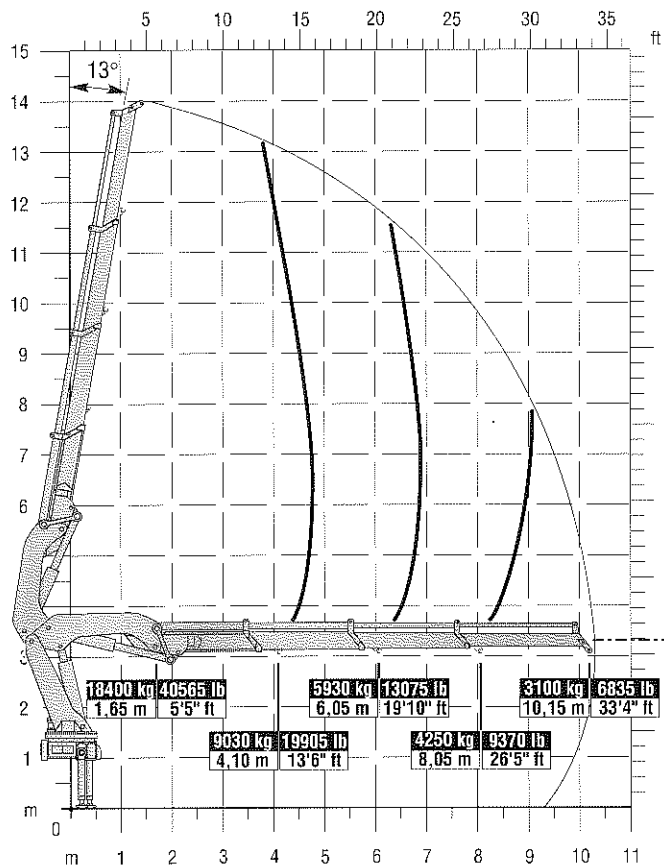 5 10 15 20 25 30 35
ft
15
13°
14
13
12
11
10
9
8
7
6
3
18400 kg 40565 lb
1,65 m 5'5" ft
5930 kg 13075 lb
6,05 m 19'10" ft
3100 kg 6835 lb
10,15 m 33'4" ft
2
9030 kg 19905 lb
4,10 m 13'6" ft
4250 kg 9370 lb
8,05 m 26'5" ft
1
m
0
m 1 2 3 4 5 6 7 8 9 10 11